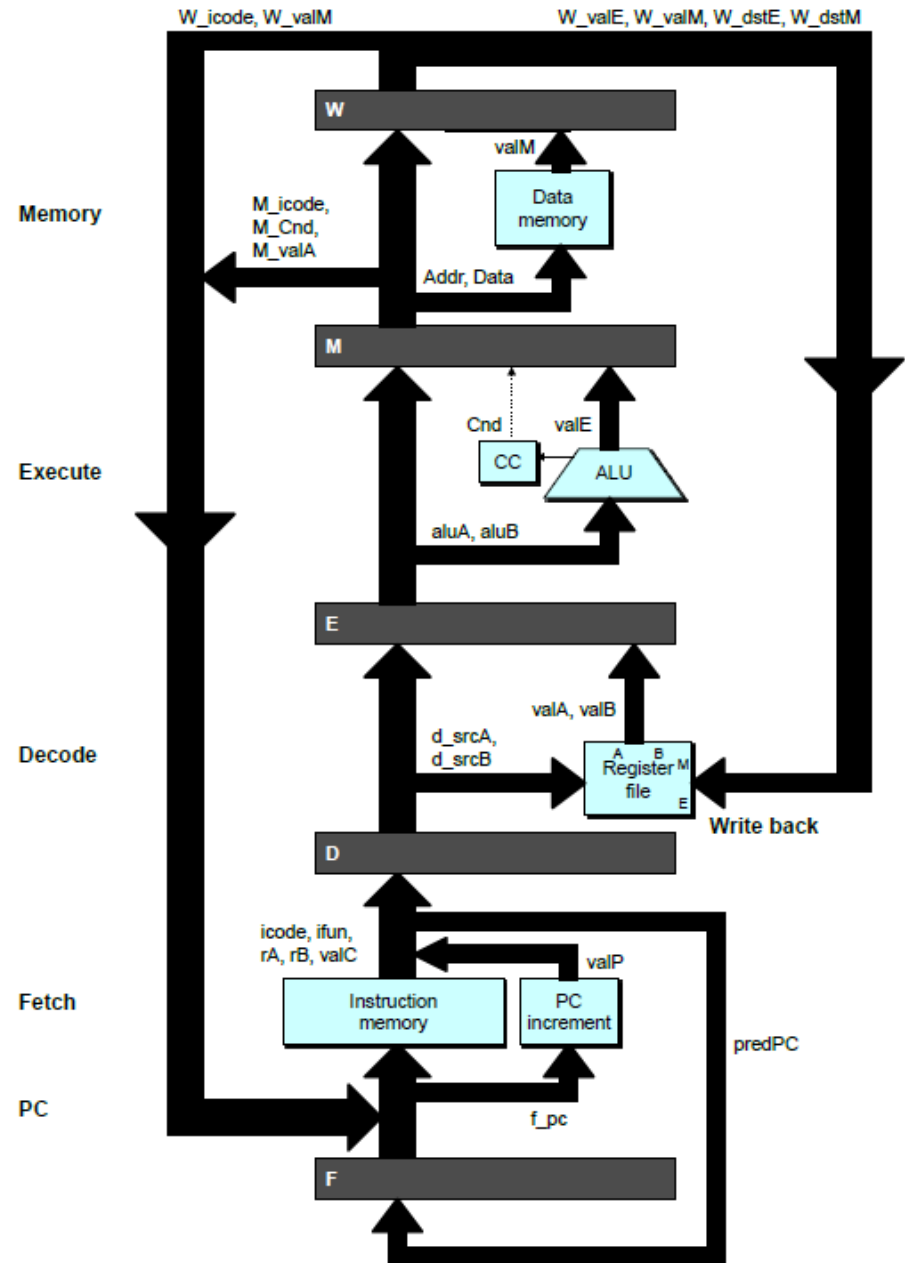 W_icode, W_valM
W_valE, W_valM, W_dstE, W_dstM
W
valM
Data
memory
Memory
M_icode,
M_Cnd,
M_valA
Addr, Data
M
Cnd
valE
CC
ALU
Execute
aluA, aluB
E
valA, valB
d_srcA,
d_srcB
Decode
A B
Register M
file
E
Write back
D
icode, ifun,
rA, rB, valC
valP
Fetch
Instruction
memory
PC
increment
predPC
PC
f_pc
F